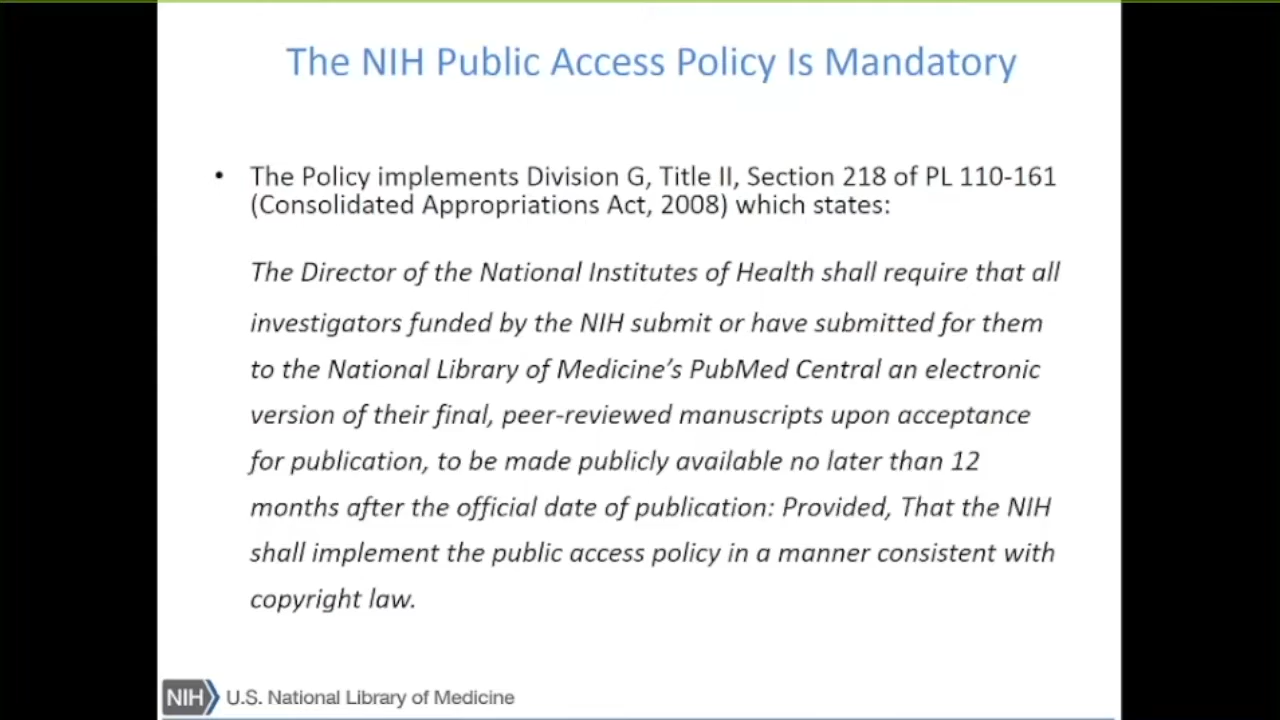 The NIH Public Access Policy Is Mandatory
• The Policy implements Division G, Title II, Section 218 of PL 110-161
(Consolidated Appropriations Act, 2008) which states:
The Director of the National Institutes of Health shall require that all
investigators funded by the NIH submit or have submitted for them
to the National Library of Medicine’s PubMed Central an electronic
version of their final, peer-reviewed manuscripts upon acceptance
for publication, to be made publicly available no later than 12
months after the official date of publication: Provided, That the NIH
shall implement the public access policy in a manner consistent with
copyright law.
NIH U.S. National Library of Medicine